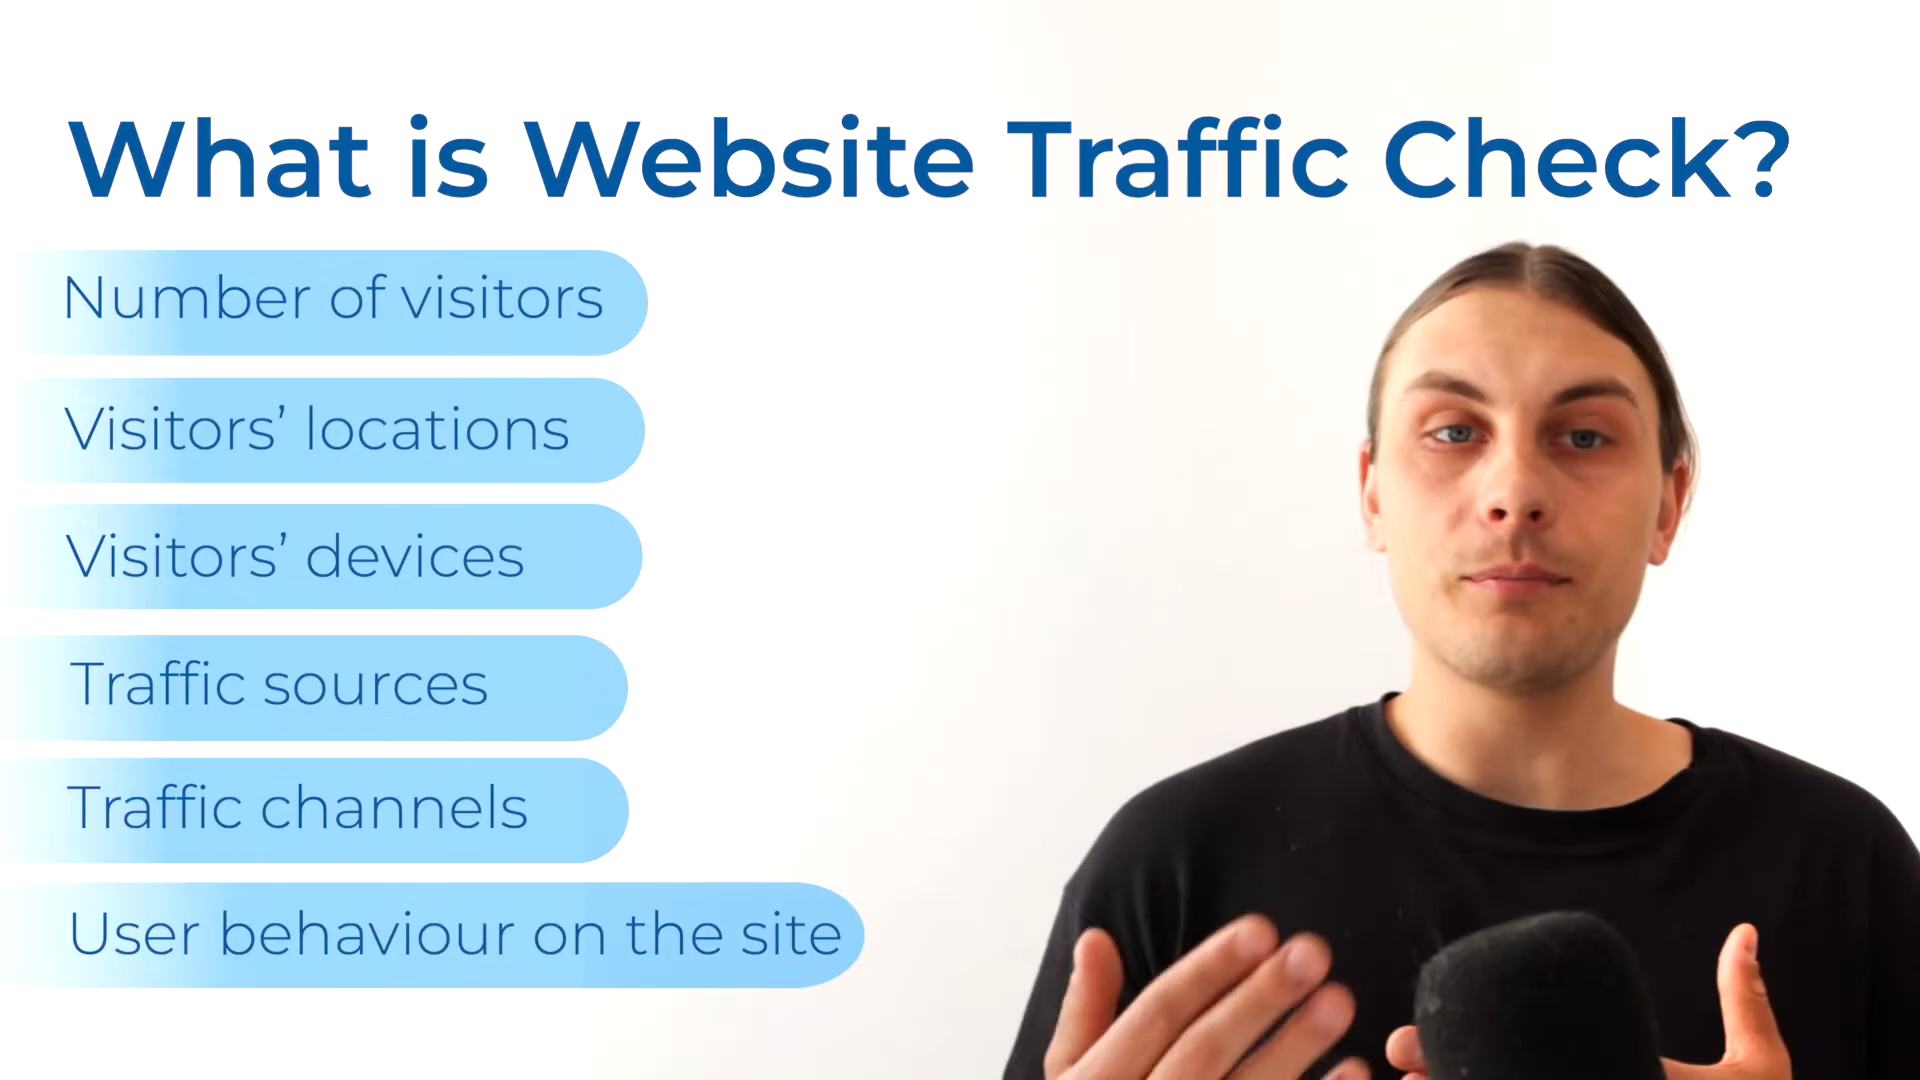 What is Website Traffic Check?
Number of visitors
Visitors’ locations
Visitors’ devices
Traffic sources
Traffic channels
User behaviour on the site